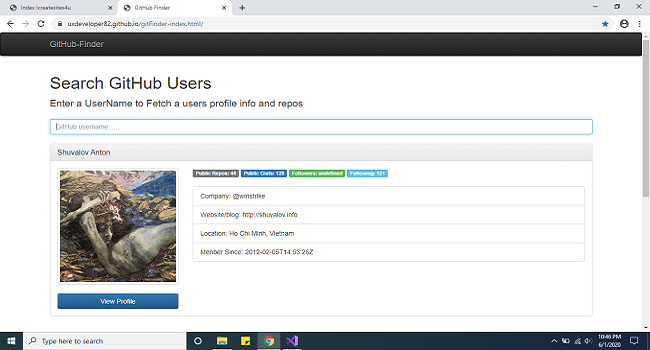 Index Icreatesites4u
GitHub Finder
uxdeveloper82.github.io/gitFinder-index.html/
GitHub-Finder
Search GitHub Users
Enter a UserName to Fetch a users profile info and repos
GitHub username......
Shuvalov Anton
Public Repos: 44 Public Gists: 128 Followers: undefined Following: 121
Company: @winstrike
Website/blog: http://shuvalov.info
Location: Ho Chi Minh, Vietnam
Menber Since: 2012-02-05T14:53:26Z
View Profile
Type here to search
10:46 PM
6/1/2020